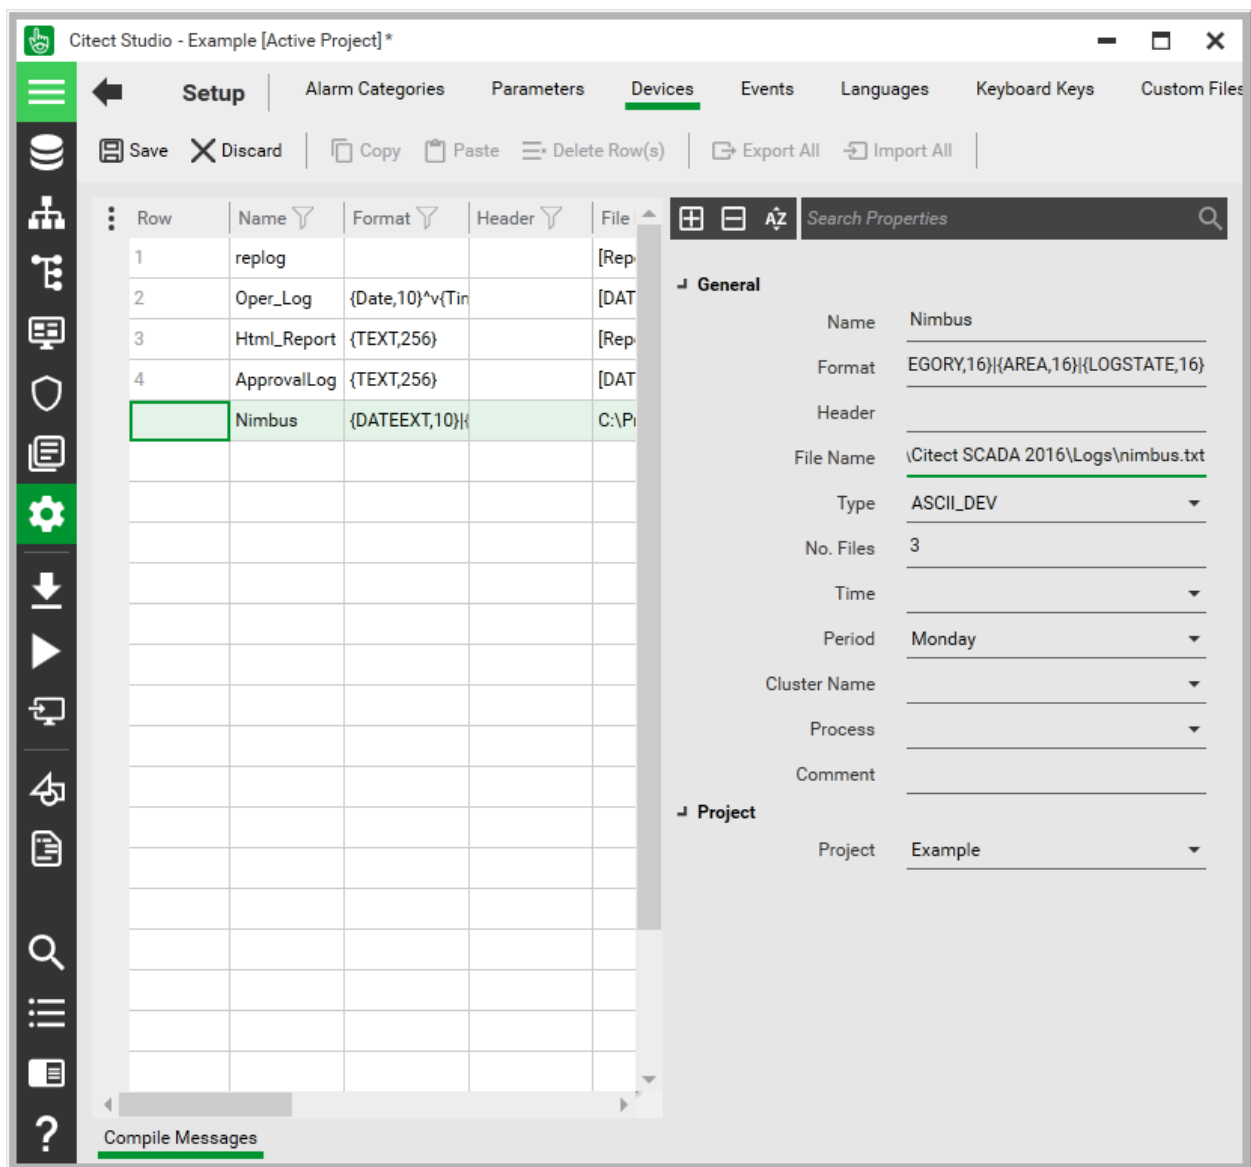 Citect Studio - Example [Active Project] *
Setup Alarm Categories Parameters Devices Events Languages Keyboard Keys Custom Files
Save Discard Copy Paste Delete Row(s) Export All Import All
Row Name Format Header File
Search Properties
1 replog [Rep
2 Oper_Log {Date,10}^v{Tim [DAT
3 Html_Report {TEXT,256} [Rep
4 ApprovalLog {TEXT,256} [DAT
Nimbus {DATEEXT,10}|{ C:\P
General
Name Nimbus
Format EGORY,16}|{AREA,16}|{LOGSTATE,16}
Header
File Name \Citect SCADA 2016\Logs\nimbus.txt
Type ASCII_DEV
No. Files 3
Time
Period Monday
Cluster Name
Process
Comment
Project
Project Example
Compile Messages